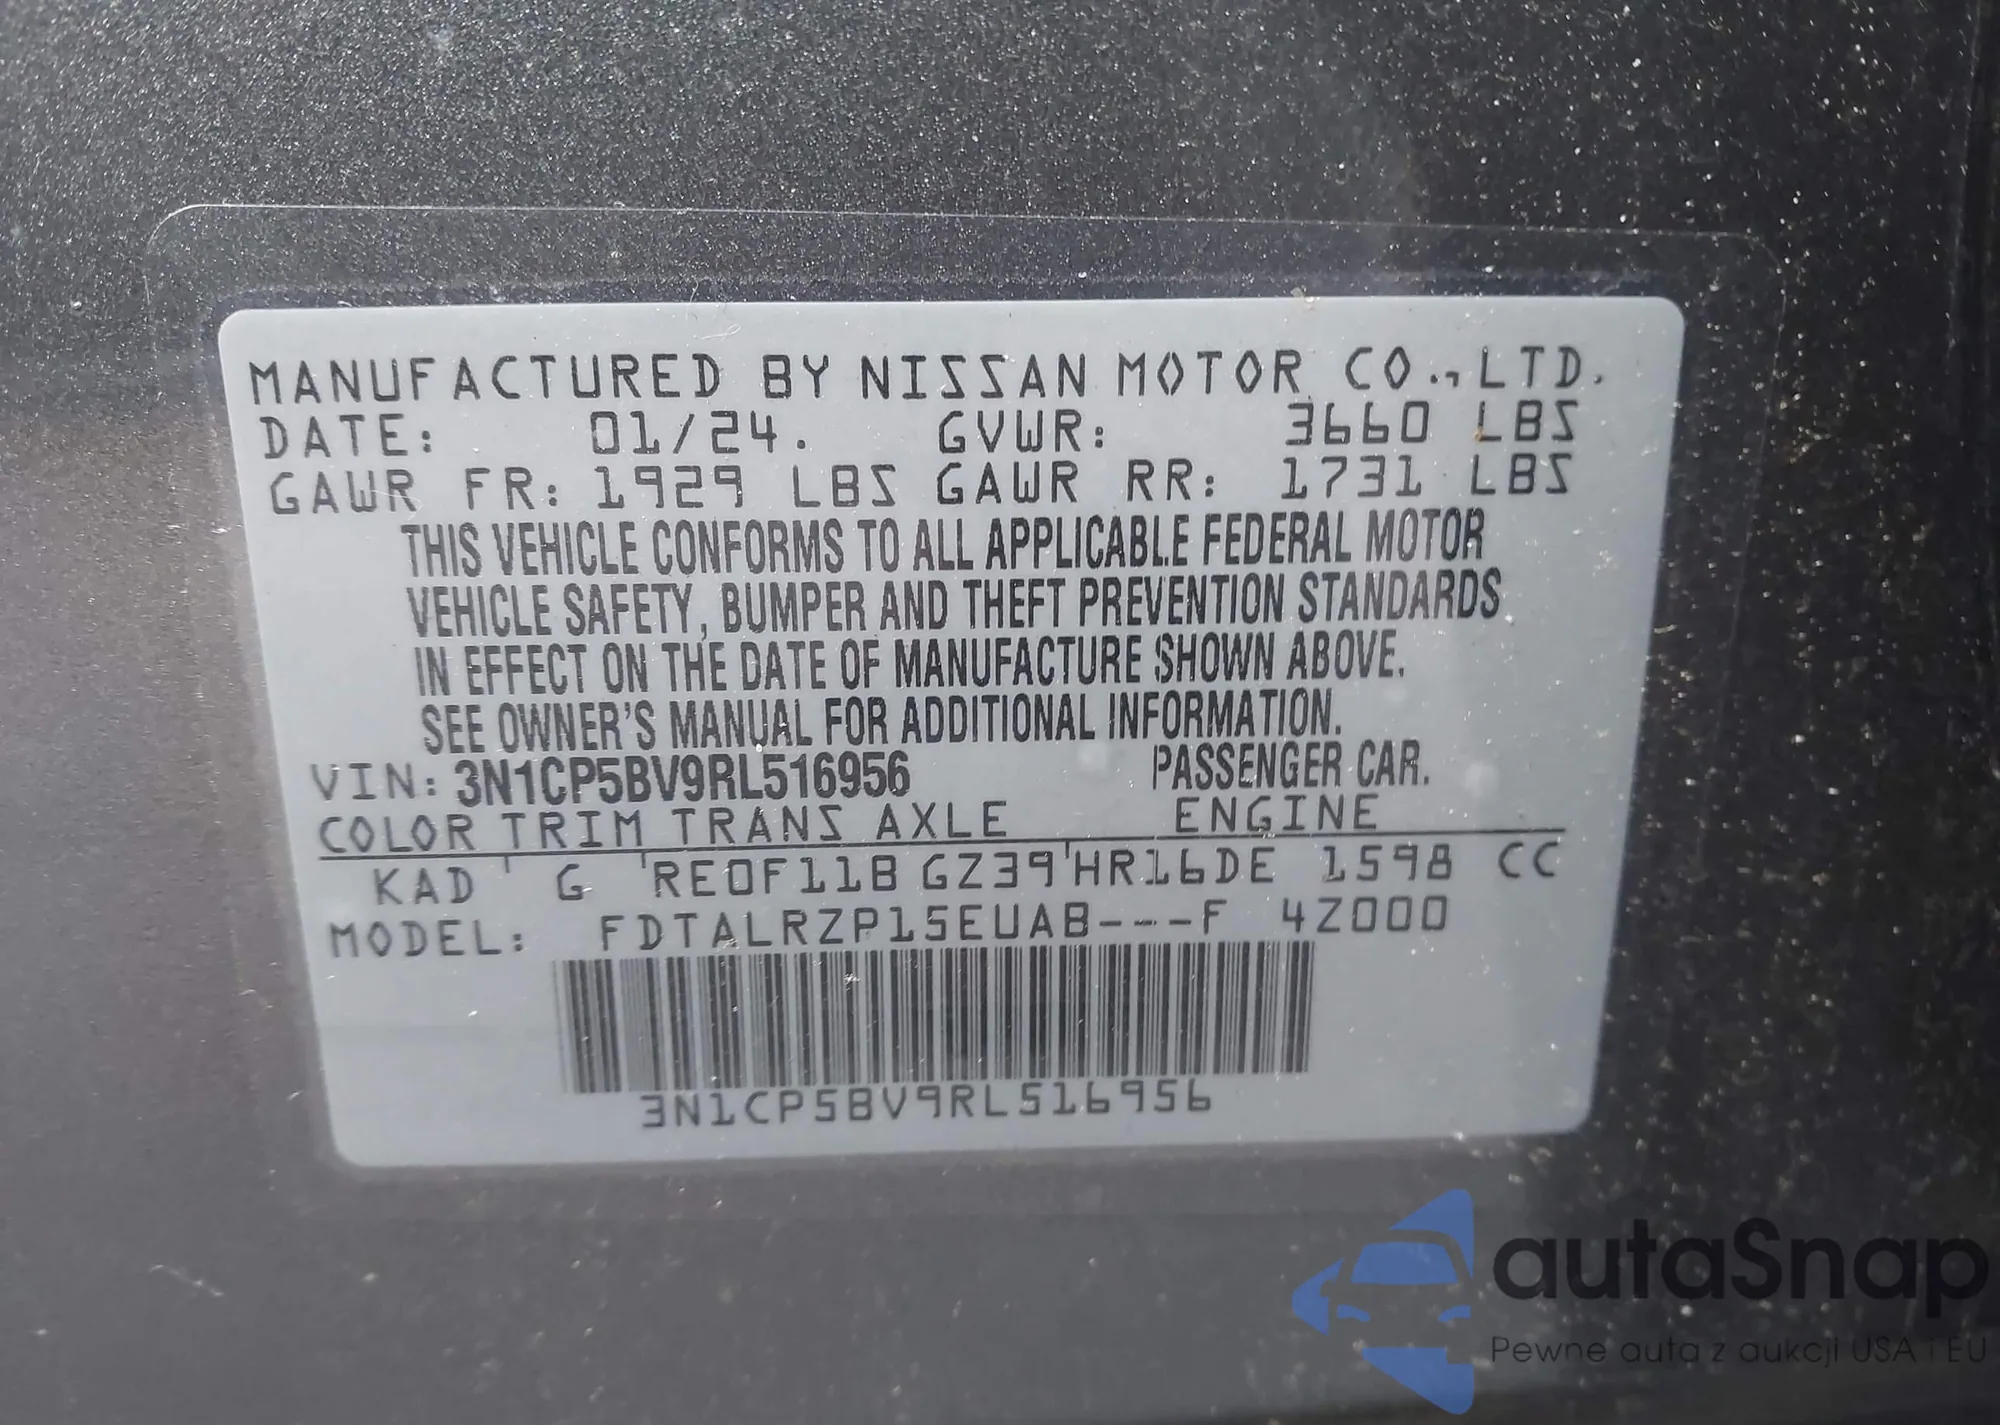 MANUFACTURED BY NISSAN MOTOR CO., LTD.
DATE: 01/24. GVWR: 3660 LBS
GAWR FR: 1929 LBS GAWR RR: 1731 LBS
THIS VEHICLE CONFORMS TO ALL APPLICABLE FEDERAL MOTOR
VEHICLE SAFETY, BUMPER AND THEFT PREVENTION STANDARDS
IN EFFECT ON THE DATE OF MANUFACTURE SHOWN ABOVE.
SEE OWNER'S MANUAL FOR ADDITIONAL INFORMATION.
VIN: 3N1CP5BV9RL516956 PASSENGER CAR.
COLOR TRIM TRANS AXLE ENGINE
KAD G RE0F11B GZ39 HR16DE 1598 CC
MODEL: FDTALRZP15EUAB---F 4Z000
3N1CP5BV9RL516956
autaSnap
Pewne auta z aukcji USA i EU